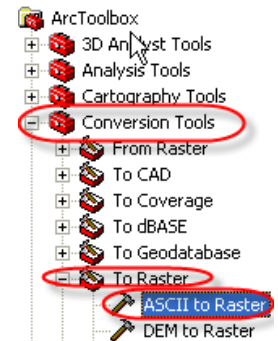 ArcToolbox
3D Analyst Tools
Analysis Tools
Cartography Tools
Conversion Tools
From Raster
To CAD
To Coverage
To dBASE
To Geodatabase
To Raster
ASCII to Raster
DEM to Raster